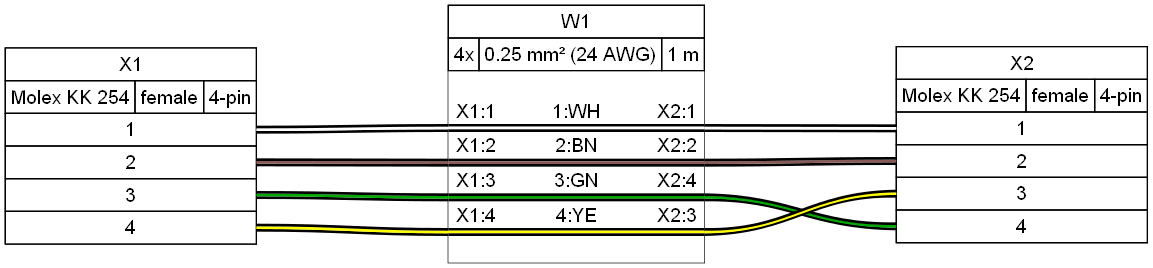 X1
Molex KK 254 female 4-pin
1
2
3
4
W1
4x 0.25 mm² (24 AWG) 1 m
X1:1 1:WH X2:1
X1:2 2:BN X2:2
X1:3 3:GN X2:4
X1:4 4:YE X2:3
X2
Molex KK 254 female 4-pin
1
2
3
4